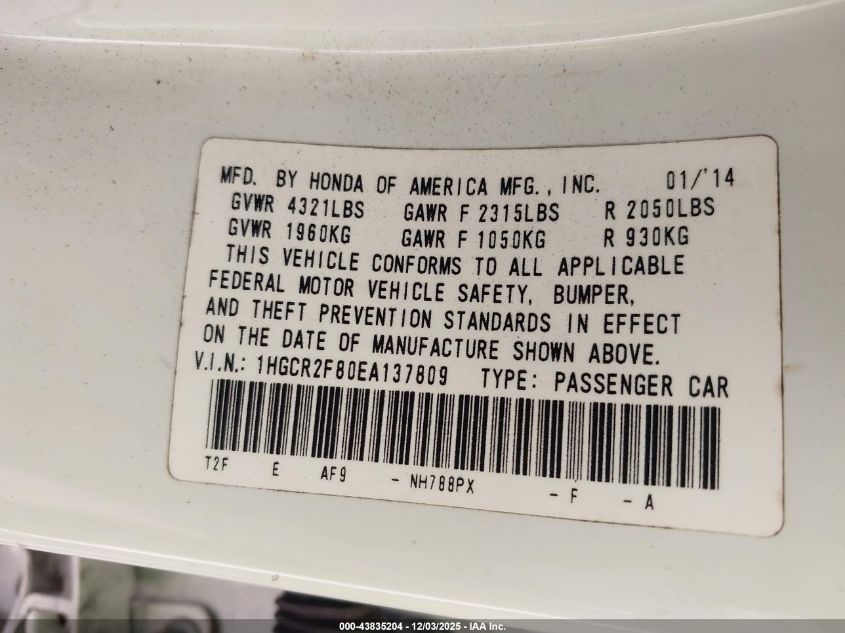 MFD. BY HONDA OF AMERICA MFG., INC. 01/'14
GVWR 4321LBS GAWR F 2315LBS R 2050LBS
GVWR 1960KG GAWR F 1050KG R 930KG
THIS VEHICLE CONFORMS TO ALL APPLICABLE
FEDERAL MOTOR VEHICLE SAFETY, BUMPER,
AND THEFT PREVENTION STANDARDS IN EFFECT
ON THE DATE OF MANUFACTURE SHOWN ABOVE.
V.I.N.: 1HGCR2F80EA137809 TYPE: PASSENGER CAR
T2F E AF9 - NH788PX - F - A
000-43835204 - 12/03/2025 - IAA Inc.